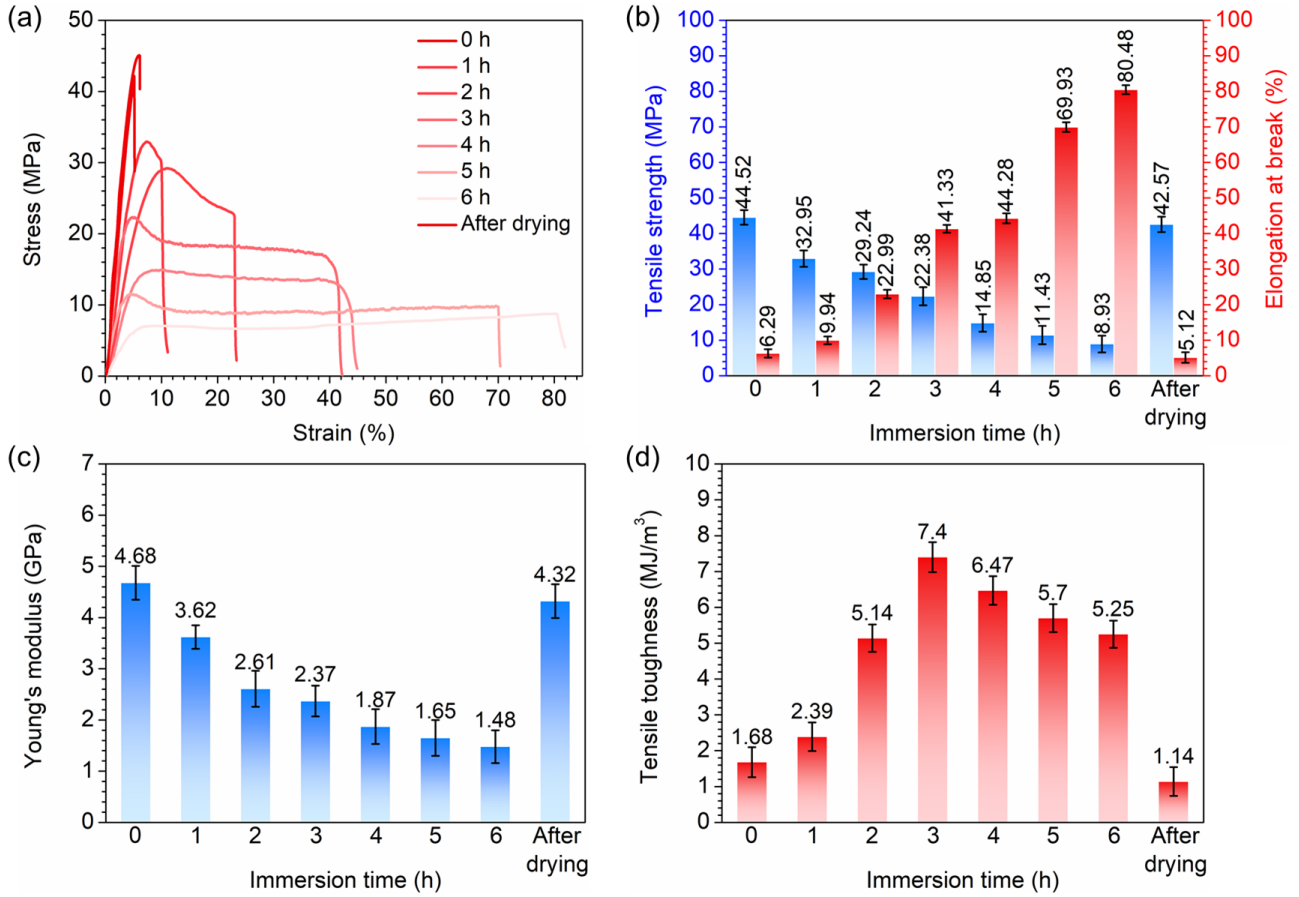 (a)
50
40
30
20
10
0
Stress (MPa)
0 10 20 30 40 50 60 70 80
Strain (%)
0 h
1 h
2 h
3 h
4 h
5 h
6 h
After drying
(b)
100
90
80
70
60
50
40
30
20
10
0
Tensile strength (MPa)
44.52
6.29
32.95
9.94
29.24
22.99
22.38
41.33
14.85
44.28
11.43
69.93
8.93
80.48
42.57
5.12
100
90
80
70
60
50
40
30
20
10
0
Elongation at break (%)
0 1 2 3 4 5 6 After
drying
Immersion time (h)
(c)
7
6
5
4
3
2
1
0
Young's modulus (GPa)
4.68
3.62
2.61
2.37
1.87
1.65
1.48
4.32
0 1 2 3 4 5 6 After
drying
Immersion time (h)
(d)
10
9
8
7
6
5
4
3
2
1
0
Tensile toughness (MJ/m³)
1.68
2.39
5.14
7.4
6.47
5.7
5.25
1.14
0 1 2 3 4 5 6 After
drying
Immersion time (h)